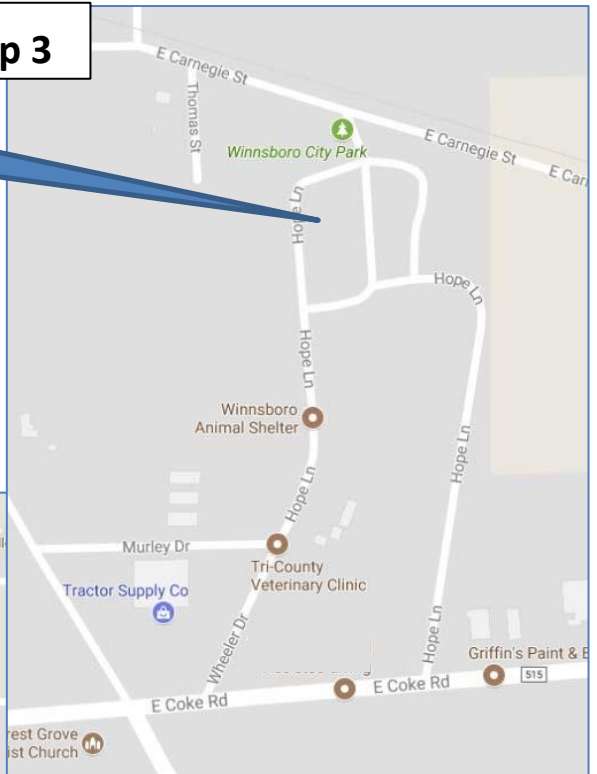 p 3
E Carnegie St
Thomas St
Winnsboro City Park
E Carnegie St
E Carn
Hope Ln
Hope Ln
Hope Ln
Winnsboro
Animal Shelter
Hope Ln
Hope Ln
Murley Dr
Tri-County
Veterinary Clinic
Tractor Supply Co
Wheeler Dr
Hope Ln
Griffin's Paint & B
515
E Coke Rd
E Coke Rd
rest Grove
ist Church